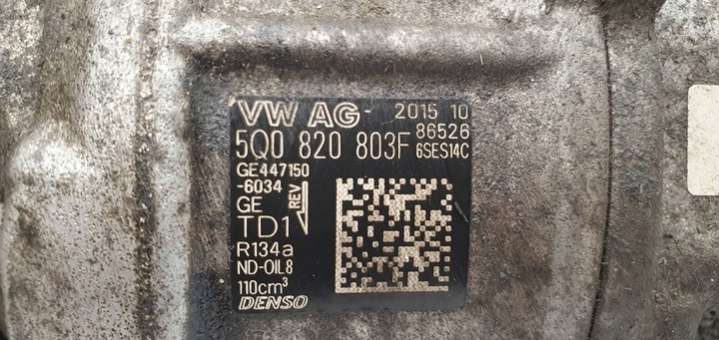 VW AG - 2015 10
86526
5Q0 820 803F 6SES14C
GE447150
-6034
GE REV
TD1
R134a
ND-OIL8
110cm³
DENSO